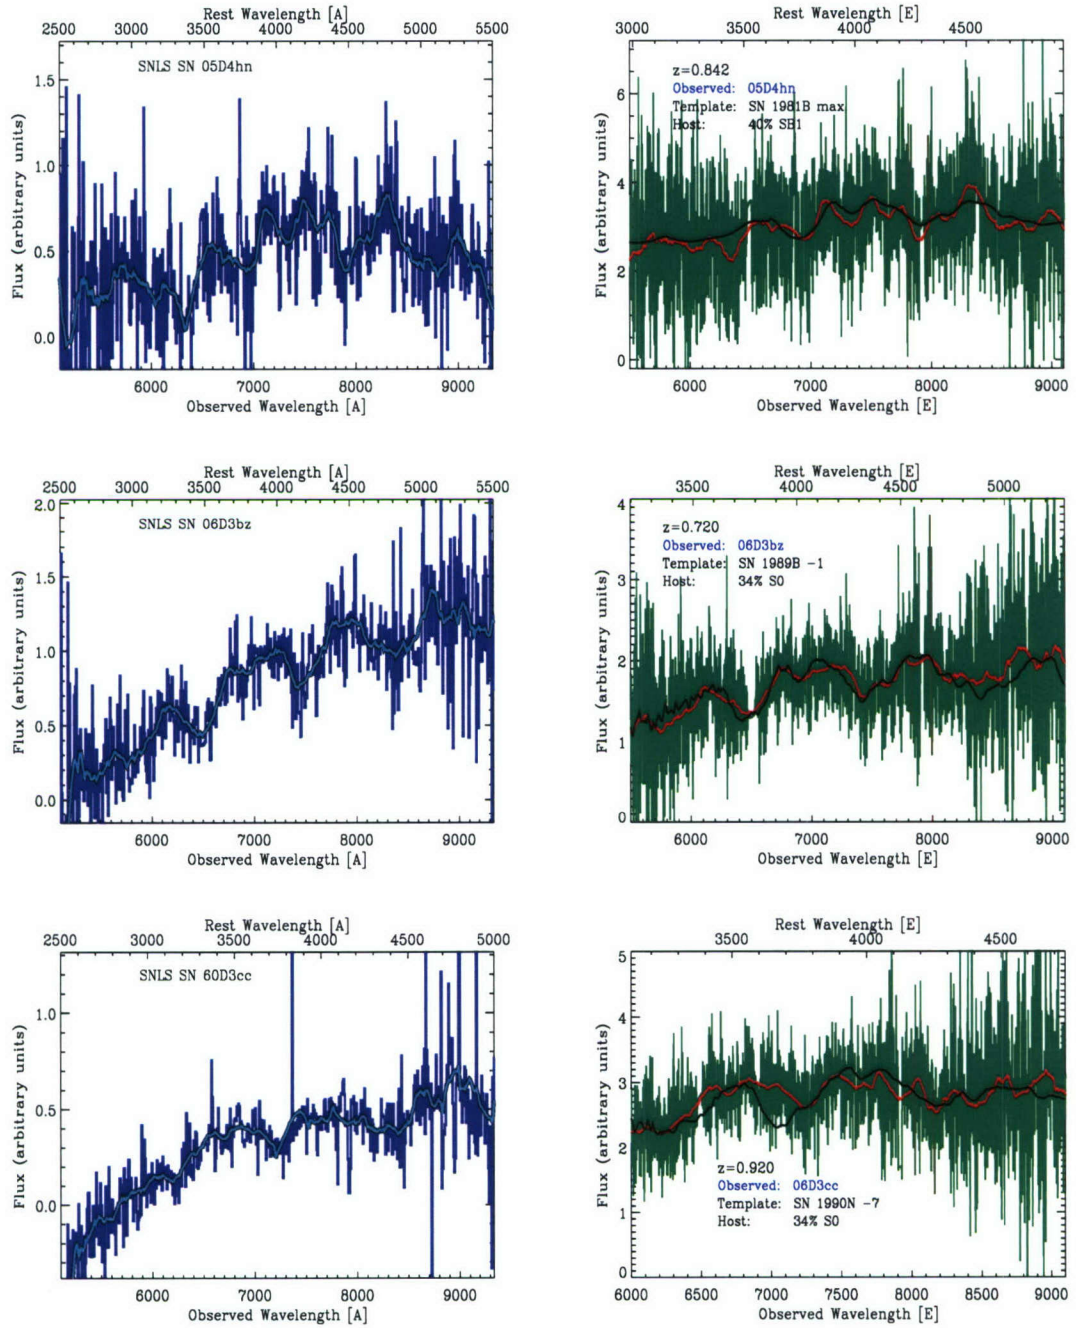 Rest Wavelength [A]
2500 3000 3500 4000 4500 5000 5500
SNLS SN 05D4hn
1.5
1.0
0.5
0.0
Flux (arbitrary units)
6000 7000 8000 9000
Observed Wavelength [A]
Rest Wavelength [E]
3000 3500 4000 4500
z=0.842
Observed: 05D4hn
Template: SN 1981B max
Host: 40% SB1
6
4
2
0
Flux (arbitrary units)
6000 7000 8000 9000
Observed Wavelength [E]
Rest Wavelength [A]
2500 3000 3500 4000 4500 5000 5500
SNLS SN 06D3bz
2.0
1.5
1.0
0.5
0.0
Flux (arbitrary units)
6000 7000 8000 9000
Observed Wavelength [A]
Rest Wavelength [E]
3500 4000 4500 5000
z=0.720
Observed: 06D3bz
Template: SN 1989B -1
Host: 34% S0
4
3
2
1
0
Flux (arbitrary units)
6000 7000 8000 9000
Observed Wavelength [E]
Rest Wavelength [A]
2500 3000 3500 4000 4500 5000
SNLS SN 60D3cc
1.0
0.5
0.0
Flux (arbitrary units)
6000 7000 8000 9000
Observed Wavelength [A]
Rest Wavelength [E]
3500 4000 4500
5
4
3
2
1
0
Flux (arbitrary units)
z=0.920
Observed: 06D3cc
Template: SN 1990N -7
Host: 34% S0
6000 6500 7000 7500 8000 8500 9000
Observed Wavelength [E]